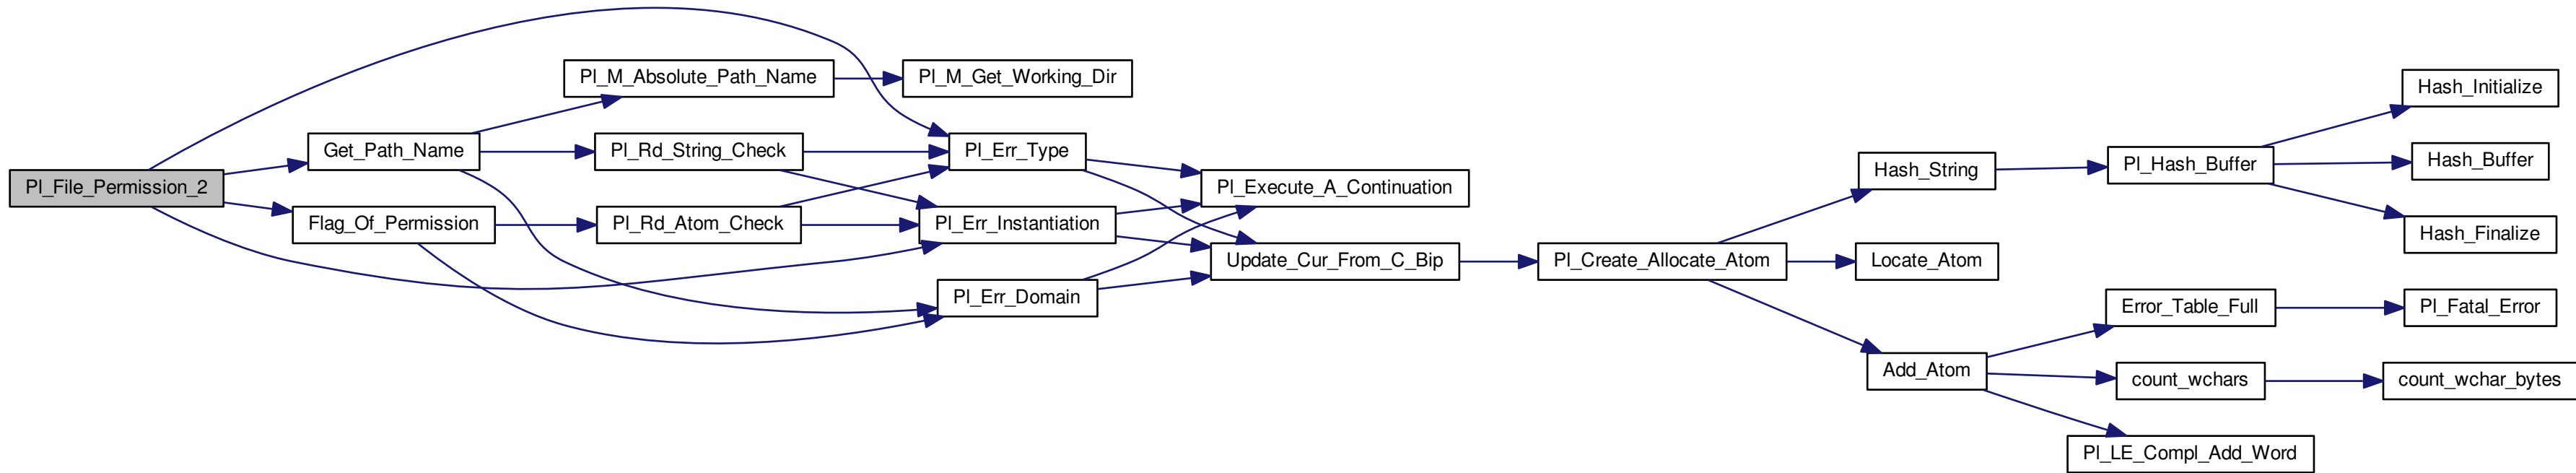 Pl_File_Permission_2
Get_Path_Name
Flag_Of_Permission
Pl_M_Absolute_Path_Name
Pl_Rd_String_Check
Pl_Rd_Atom_Check
Pl_M_Get_Working_Dir
Pl_Err_Type
Pl_Err_Instantiation
Pl_Err_Domain
Pl_Execute_A_Continuation
Update_Cur_From_C_Bip
Pl_Create_Allocate_Atom
Hash_String
Locate_Atom
Add_Atom
Pl_Hash_Buffer
Error_Table_Full
count_wchars
Pl_LE_Compl_Add_Word
Hash_Initialize
Hash_Buffer
Hash_Finalize
Pl_Fatal_Error
count_wchar_bytes